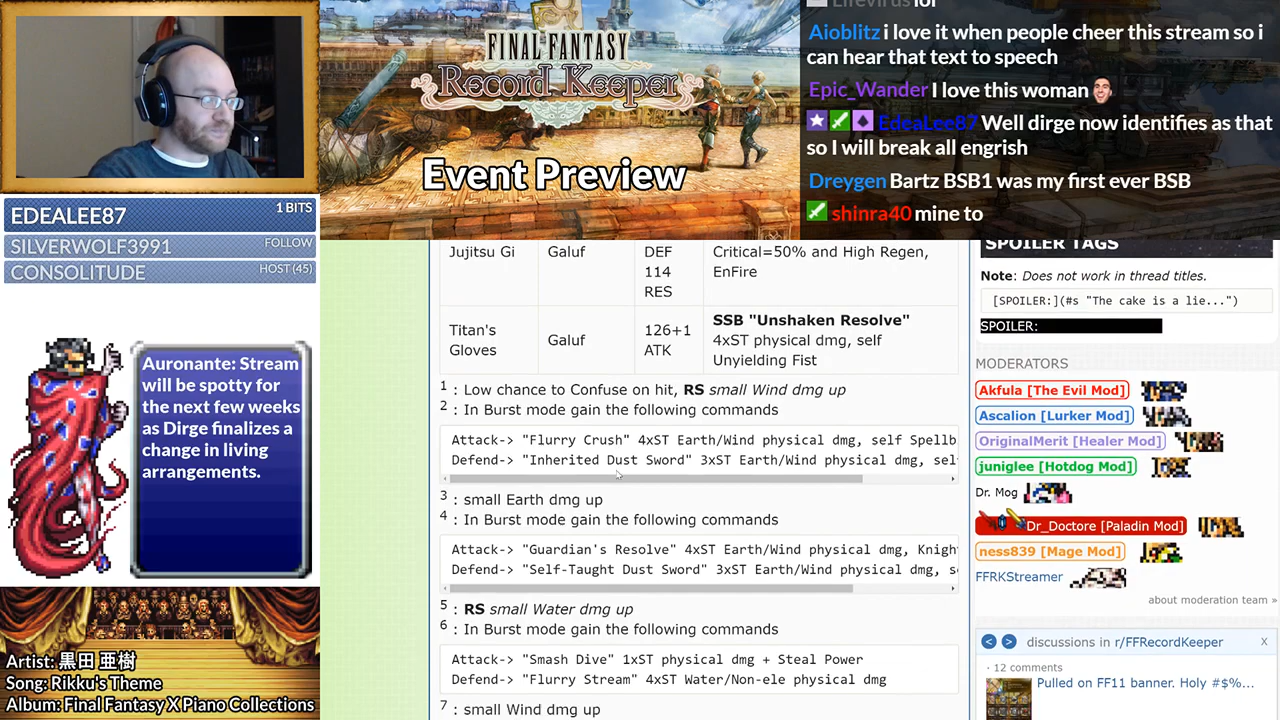 Lifevirus lol
Aioblitz i love it when people cheer this stream so i
can hear that text to speech
Epic_Wander I love this woman
EdeaLee87 Well dirge now identifies as that
so I will break all engrish
Dreygen Bartz BSB1 was my first ever BSB
shinra40 mine to
FINAL FANTASY
Record Keeper
Event Preview
EDEALEE87 1 BITS
SILVERWOLF3991 FOLLOW
CONSOLITUDE HOST (45)
Auronante: Stream
will be spotty for
the next few weeks
as Dirge finalizes a
change in living
arrangements.
Artist: 黒田 亜樹
Song: Rikku's Theme
Album: Final Fantasy X Piano Collections
Jujitsu Gi Galuf DEF
114
RES
Critical=50% and High Regen,
EnFire
Titan's
Gloves
Galuf
126+1
ATK
SSB "Unshaken Resolve"
4xST physical dmg, self
Unyielding Fist
1 : Low chance to Confuse on hit, RS small Wind dmg up
2 : In Burst mode gain the following commands
Attack-> "Flurry Crush" 4xST Earth/Wind physical dmg, self Spellb
Defend-> "Inherited Dust Sword" 3xST Earth/Wind physical dmg, sel
3 : small Earth dmg up
4 : In Burst mode gain the following commands
Attack-> "Guardian's Resolve" 4xST Earth/Wind physical dmg, Knigh
Defend-> "Self-Taught Dust Sword" 3xST Earth/Wind physical dmg, s
5 : RS small Water dmg up
6 : In Burst mode gain the following commands
Attack-> "Smash Dive" 1xST physical dmg + Steal Power
Defend-> "Flurry Stream" 4xST Water/Non-ele physical dmg
7 : small Wind dmg up
SPOILER TAGS
Note: Does not work in thread titles.
[SPOILER:](#s "The cake is a lie...")
SPOILER:
MODERATORS
Akfula [The Evil Mod]
Ascalion [Lurker Mod]
OriginalMerit [Healer Mod]
juniglee [Hotdog Mod]
Dr. Mog
Dr_Doctore [Paladin Mod]
ness839 [Mage Mod]
FFRKStreamer
about moderation team »
< > discussions in r/FFRecordKeeper X
· 12 comments
Pulled on FF11 banner. Holy #$%...